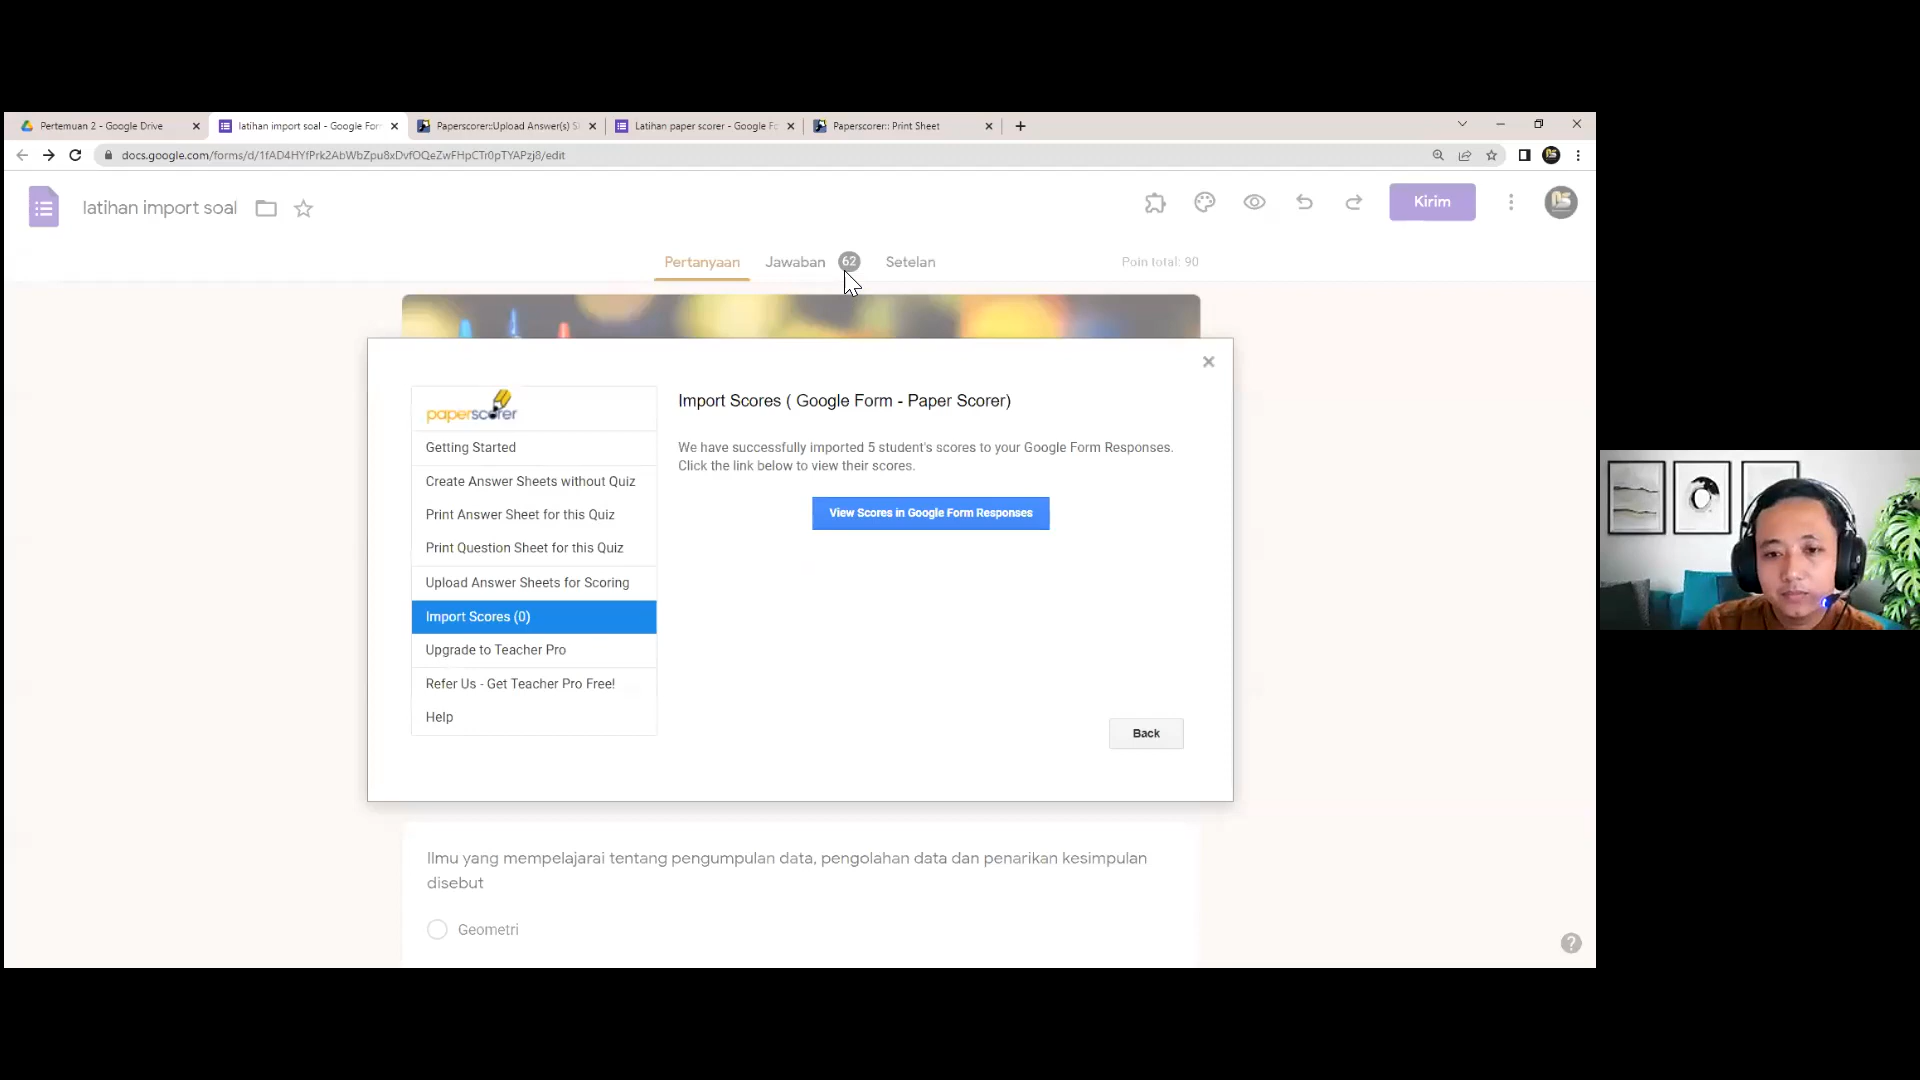 Pertemuan 2 - Google Drive
latihan import soal - Google For
Paperscorer::Upload Answer(s) S
Latihan paper scorer - Google Fo
Paperscorer:: Print Sheet
docs.google.com/forms/d/1fAD4HYfPrk2AbWbZpu8xDvfOQeZwFHpCTr0pTYAPzj8/edit
latihan import soal
Kirim
Pertanyaan
Jawaban
62
Setelan
Poin total: 90
paperscorer
Getting Started
Create Answer Sheets without Quiz
Print Answer Sheet for this Quiz
Print Question Sheet for this Quiz
Upload Answer Sheets for Scoring
Import Scores (0)
Upgrade to Teacher Pro
Refer Us - Get Teacher Pro Free!
Help
Import Scores ( Google Form - Paper Scorer)
We have successfully imported 5 student's scores to your Google Form Responses.
Click the link below to view their scores.
View Scores in Google Form Responses
Back
Ilmu yang mempelajarai tentang pengumpulan data, pengolahan data dan penarikan kesimpulan
disebut
Geometri